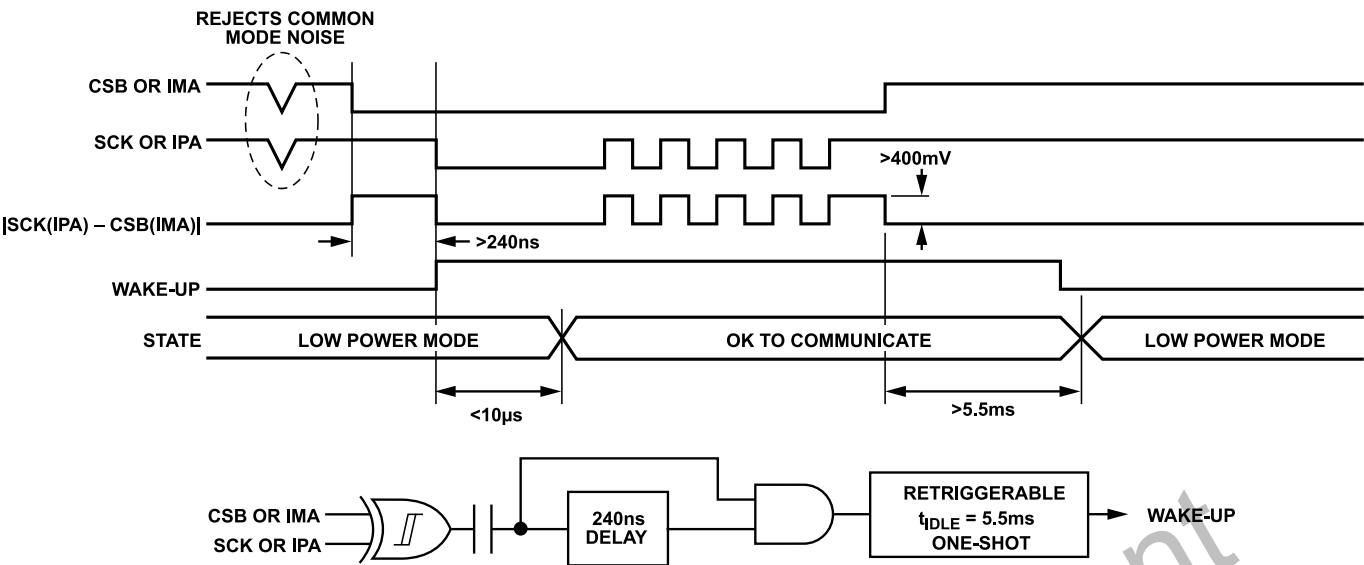 REJECTS COMMON
MODE NOISE
CSB OR IMA
SCK OR IPA
>400mV
|SCK(IPA) – CSB(IMA)|
>240ns
WAKE-UP
STATE
LOW POWER MODE
OK TO COMMUNICATE
LOW POWER MODE
<10µs
>5.5ms
CSB OR IMA
SCK OR IPA
240ns
DELAY
RETRIGGERABLE
tIDLE = 5.5ms
ONE-SHOT
WAKE-UP
nt